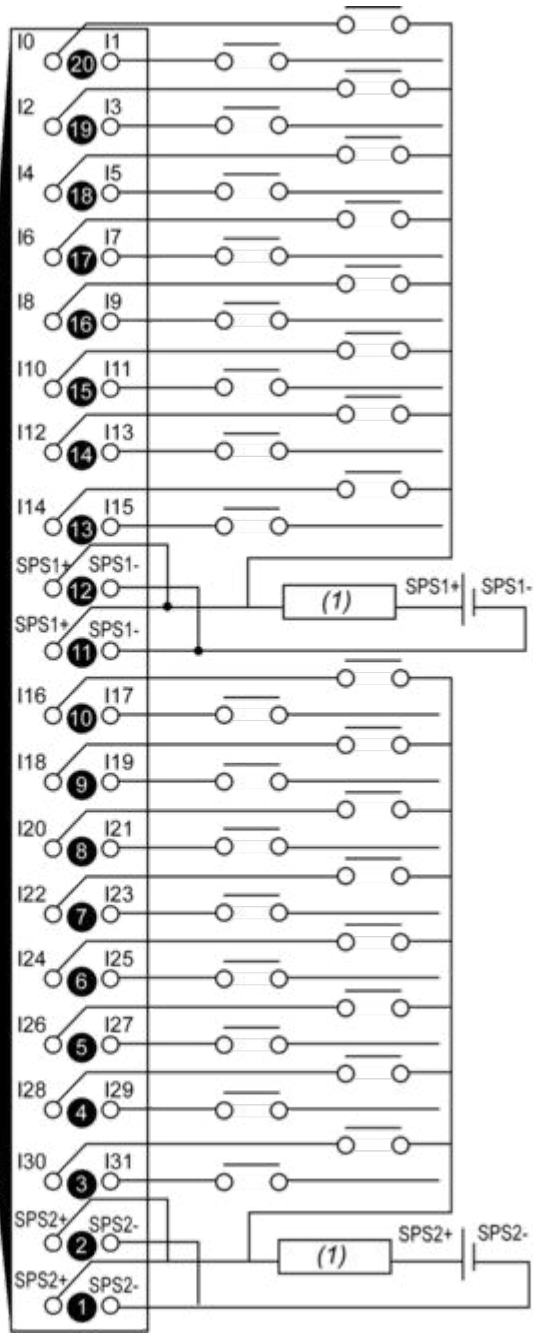 I0 I1
20
I2 I3
19
I4 I5
18
I6 I7
17
I8 I9
16
I10 I11
15
I12 I13
14
I14 I15
13
SPS1+ SPS1-
12
SPS1+ SPS1-
11
(1) SPS1+ SPS1-
I16 I17
10
I18 I19
9
I20 I21
8
I22 I23
7
I24 I25
6
I26 I27
5
I28 I29
4
I30 I31
3
SPS2+ SPS2-
2
(1) SPS2+ SPS2-
SPS2+ SPS2-
1